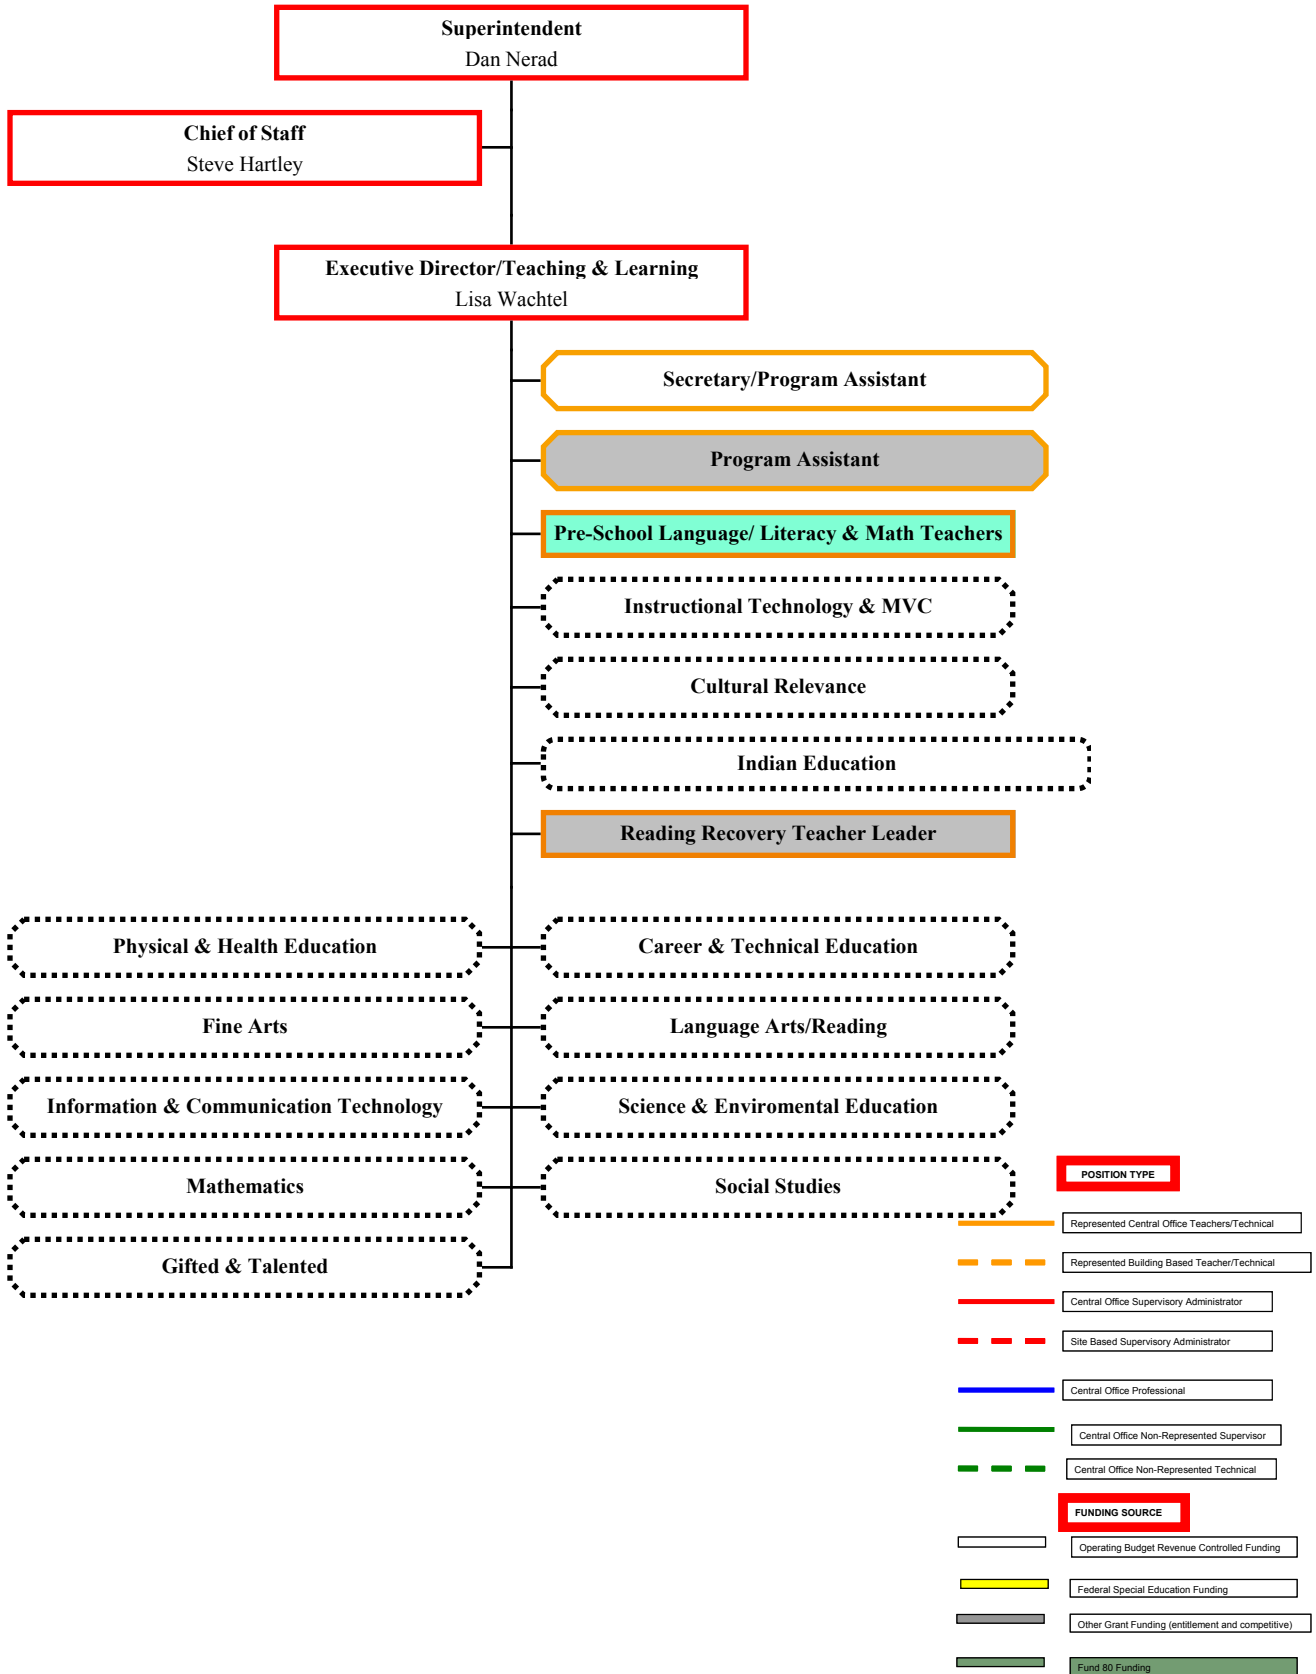 Superintendent
Dan Nerad
Chief of Staff
Steve Hartley
Executive Director/Teaching & Learning
Lisa Wachtel
Secretary/Program Assistant
Program Assistant
Pre-School Language/ Literacy & Math Teachers
Instructional Technology & MVC
Cultural Relevance
Indian Education
Reading Recovery Teacher Leader
Physical & Health Education
Career & Technical Education
Fine Arts
Language Arts/Reading
Information & Communication Technology
Science & Enviromental Education
Mathematics
Social Studies
Gifted & Talented
POSITION TYPE
Represented Central Office Teachers/Technical
Represented Building Based Teacher/Technical
Central Office Supervisory Administrator
Site Based Supervisory Administrator
Central Office Professional
Central Office Non-Represented Supervisor
Central Office Non-Represented Technical
FUNDING SOURCE
Operating Budget Revenue Controlled Funding
Federal Special Education Funding
Other Grant Funding (entitlement and competitive)
Fund 80 Funding